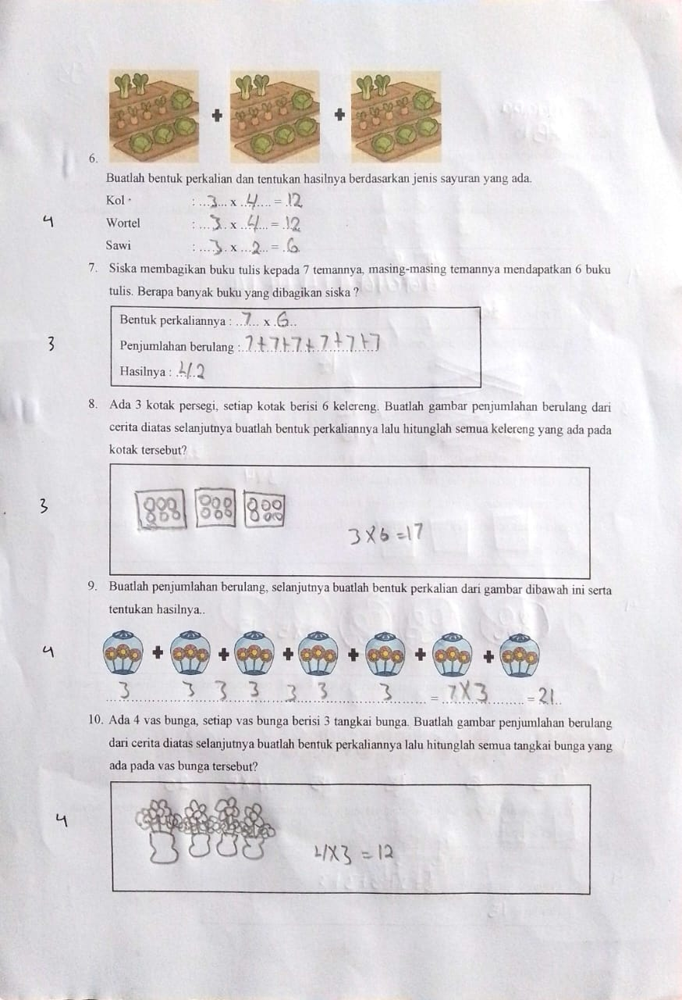 6.
Buatlah bentuk perkalian dan tentukan hasilnya berdasarkan jenis sayuran yang ada.
Kol : ...3... x ..4.... = .12
4 Wortel : ...3. x ..4... = .12
Sawi : ....3. x ...2... = .6.
7. Siska membagikan buku tulis kepada 7 temannya, masing-masing temannya mendapatkan 6 buku
tulis. Berapa banyak buku yang dibagikan siska ?
Bentuk perkaliannya : ..7... x .6..
3 Penjumlahan berulang : 7+7+7+7+7+7
Hasilnya : .42
8. Ada 3 kotak persegi, setiap kotak berisi 6 kelereng. Buatlah gambar penjumlahan berulang dari
cerita diatas selanjutnya buatlah bentuk perkaliannya lalu hitunglah semua kelereng yang ada pada
kotak tersebut?
3
3 x 6 = 17
9. Buatlah penjumlahan berulang, selanjutnya buatlah bentuk perkalian dari gambar dibawah ini serta
tentukan hasilnya..
4 + + + + + +
3 3 3 3 3 3 3 = 7 x 3 = 21..
10. Ada 4 vas bunga, setiap vas bunga berisi 3 tangkai bunga. Buatlah gambar penjumlahan berulang
dari cerita diatas selanjutnya buatlah bentuk perkaliannya lalu hitunglah semua tangkai bunga yang
ada pada vas bunga tersebut?
4
4 x 3 = 12